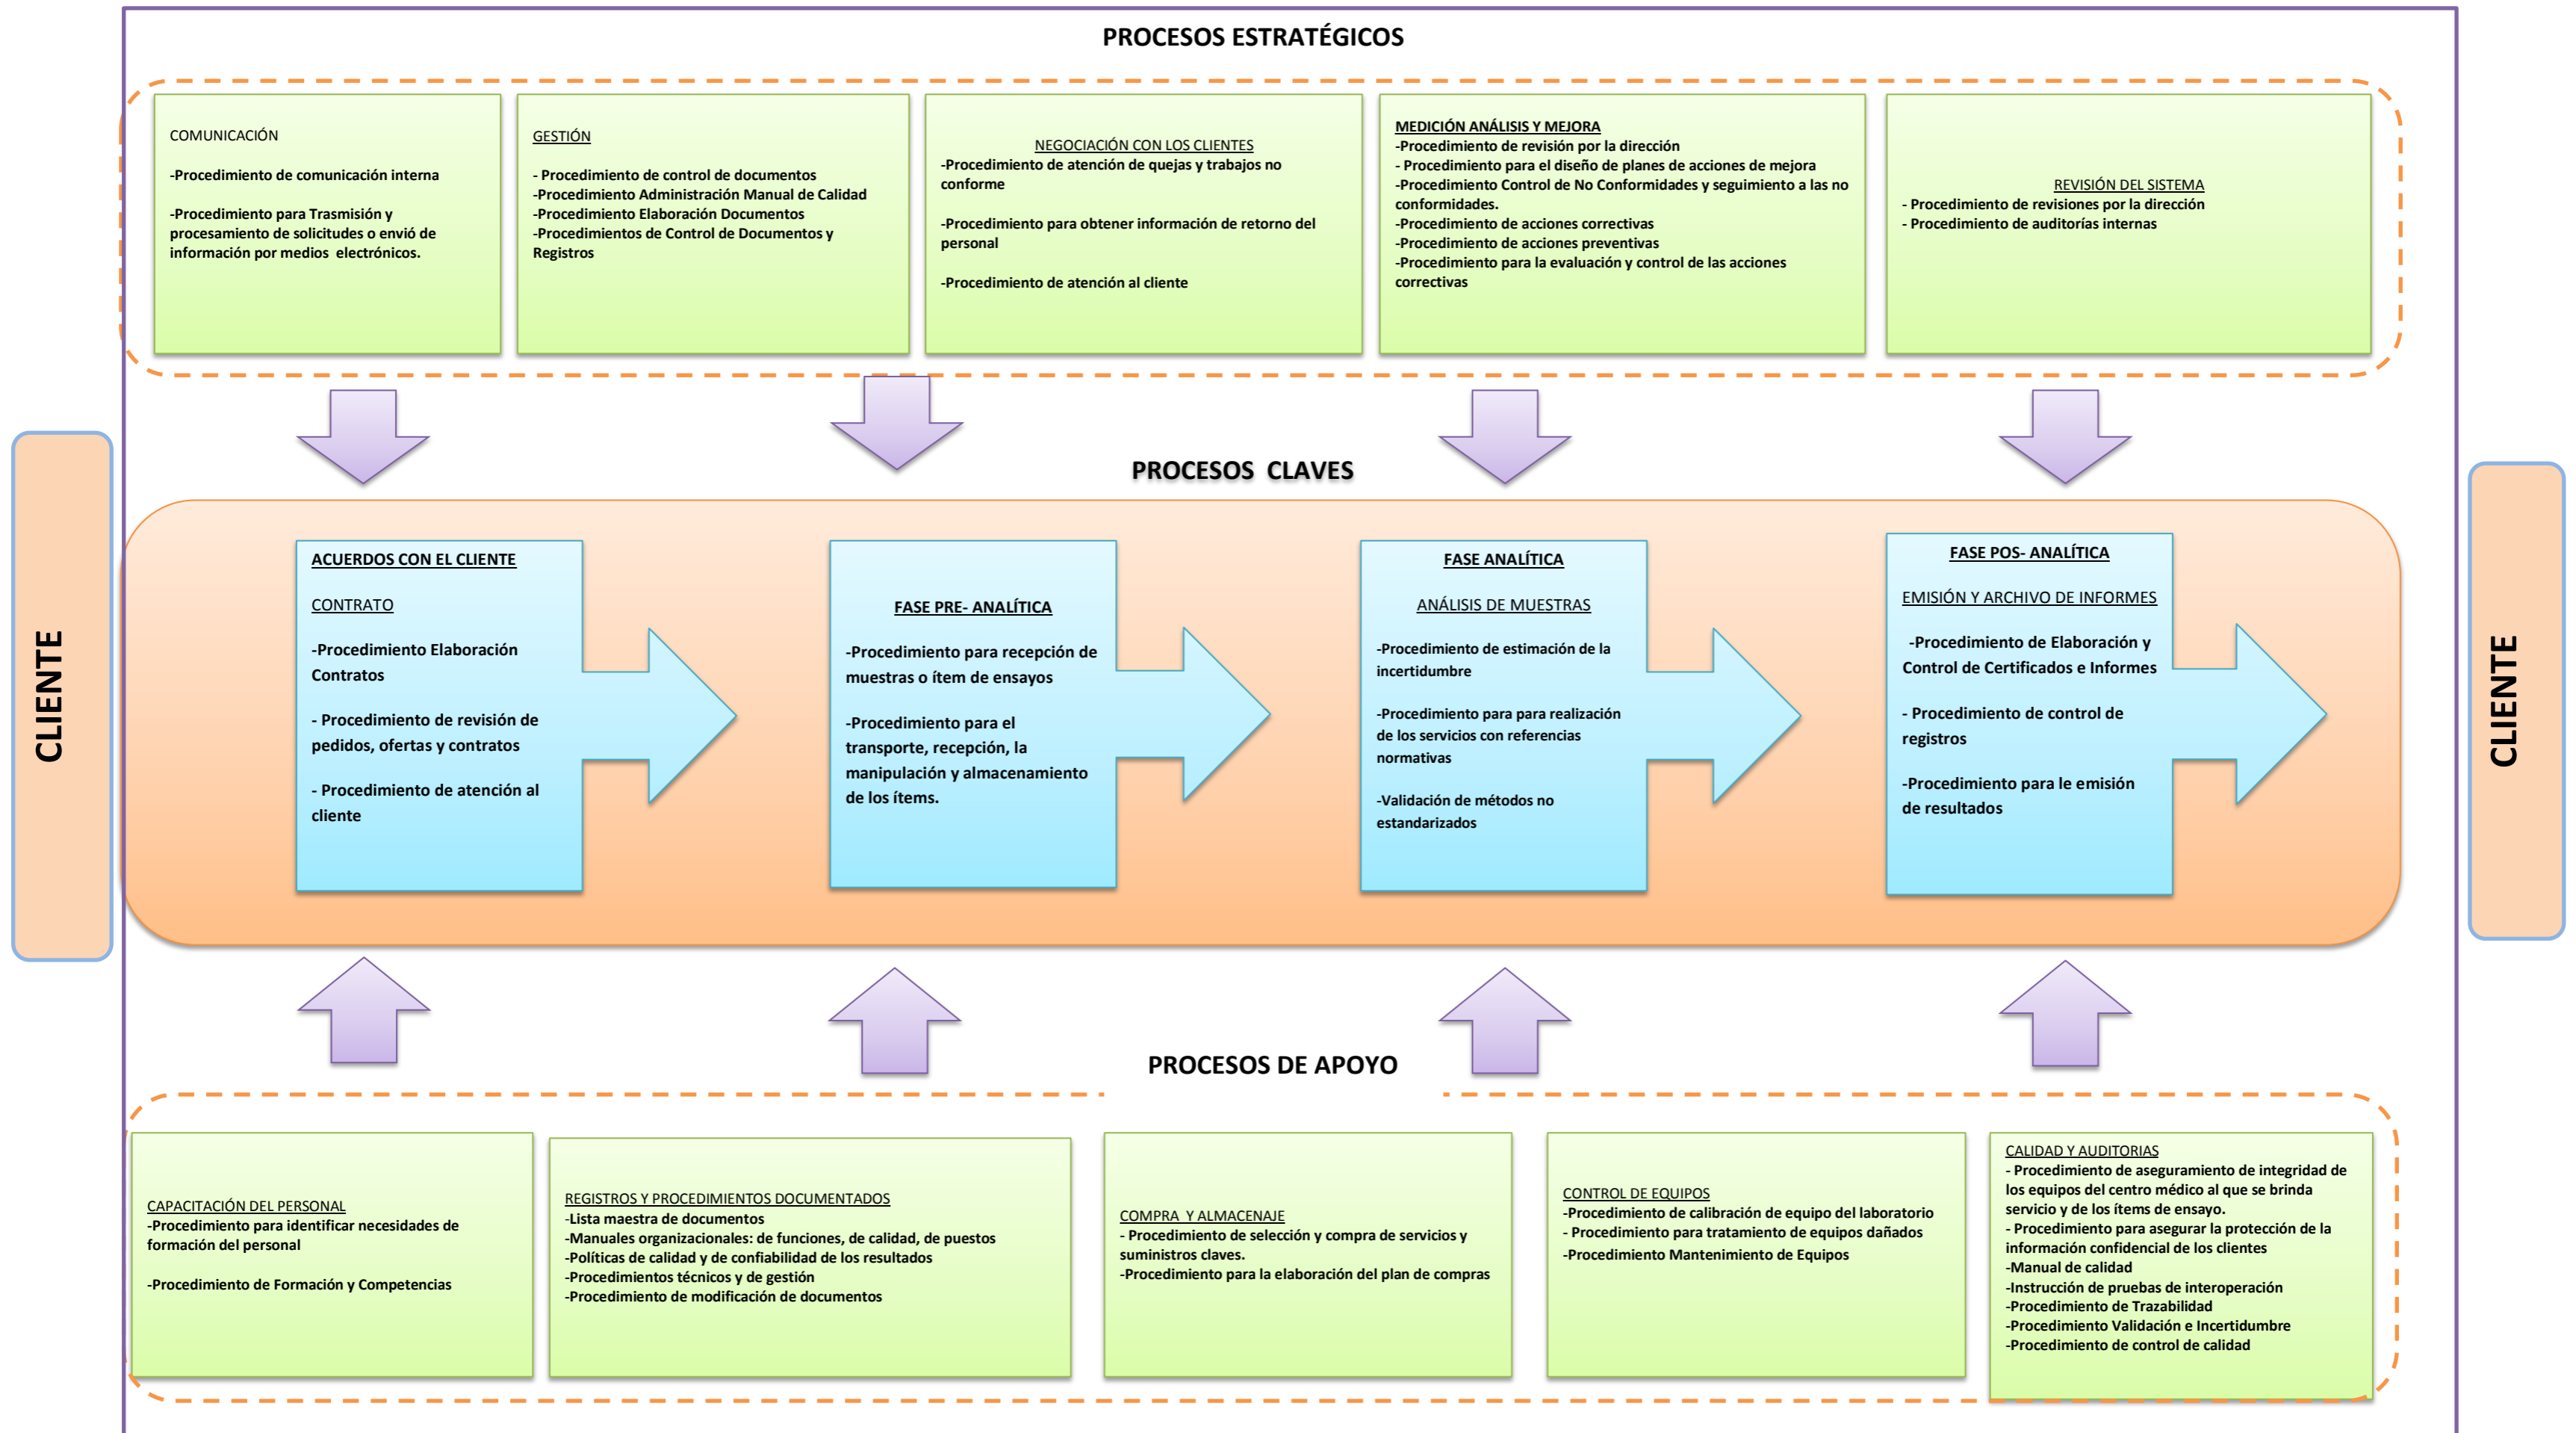 PROCESOS ESTRATÉGICOS
COMUNICACIÓN
-Procedimiento de comunicación interna
-Procedimiento para Trasmisión y
procesamiento de solicitudes o envió de
información por medios electrónicos.
GESTIÓN
- Procedimiento de control de documentos
-Procedimiento Administración Manual de Calidad
-Procedimiento Elaboración Documentos
-Procedimientos de Control de Documentos y
Registros
NEGOCIACIÓN CON LOS CLIENTES
-Procedimiento de atención de quejas y trabajos no
conforme
-Procedimiento para obtener información de retorno del
personal
-Procedimiento de atención al cliente
MEDICIÓN ANÁLISIS Y MEJORA
-Procedimiento de revisión por la dirección
- Procedimiento para el diseño de planes de acciones de mejora
-Procedimiento Control de No Conformidades y seguimiento a las no
conformidades.
-Procedimiento de acciones correctivas
-Procedimiento de acciones preventivas
-Procedimiento para la evaluación y control de las acciones
correctivas
REVISIÓN DEL SISTEMA
- Procedimiento de revisiones por la dirección
- Procedimiento de auditorías internas
PROCESOS CLAVES
CLIENTE
ACUERDOS CON EL CLIENTE
CONTRATO
-Procedimiento Elaboración
Contratos
- Procedimiento de revisión de
pedidos, ofertas y contratos
- Procedimiento de atención al
cliente
FASE PRE- ANALÍTICA
-Procedimiento para recepción de
muestras o ítem de ensayos
-Procedimiento para el
transporte, recepción, la
manipulación y almacenamiento
de los ítems.
FASE ANALÍTICA
ANÁLISIS DE MUESTRAS
-Procedimiento de estimación de la
incertidumbre
-Procedimiento para para realización
de los servicios con referencias
normativas
-Validación de métodos no
estandarizados
FASE POS- ANALÍTICA
EMISIÓN Y ARCHIVO DE INFORMES
-Procedimiento de Elaboración y
Control de Certificados e Informes
- Procedimiento de control de
registros
-Procedimiento para le emisión
de resultados
CLIENTE
PROCESOS DE APOYO
CAPACITACIÓN DEL PERSONAL
-Procedimiento para identificar necesidades de
formación del personal
-Procedimiento de Formación y Competencias
REGISTROS Y PROCEDIMIENTOS DOCUMENTADOS
-Lista maestra de documentos
-Manuales organizacionales: de funciones, de calidad, de puestos
-Políticas de calidad y de confiabilidad de los resultados
-Procedimientos técnicos y de gestión
-Procedimiento de modificación de documentos
COMPRA Y ALMACENAJE
- Procedimiento de selección y compra de servicios y
suministros claves.
-Procedimiento para la elaboración del plan de compras
CONTROL DE EQUIPOS
-Procedimiento de calibración de equipo del laboratorio
- Procedimiento para tratamiento de equipos dañados
-Procedimiento Mantenimiento de Equipos
CALIDAD Y AUDITORIAS
- Procedimiento de aseguramiento de integridad de
los equipos del centro médico al que se brinda
servicio y de los ítems de ensayo.
- Procedimiento para asegurar la protección de la
información confidencial de los clientes
-Manual de calidad
-Instrucción de pruebas de interoperación
-Procedimiento de Trazabilidad
-Procedimiento Validación e Incertidumbre
-Procedimiento de control de calidad